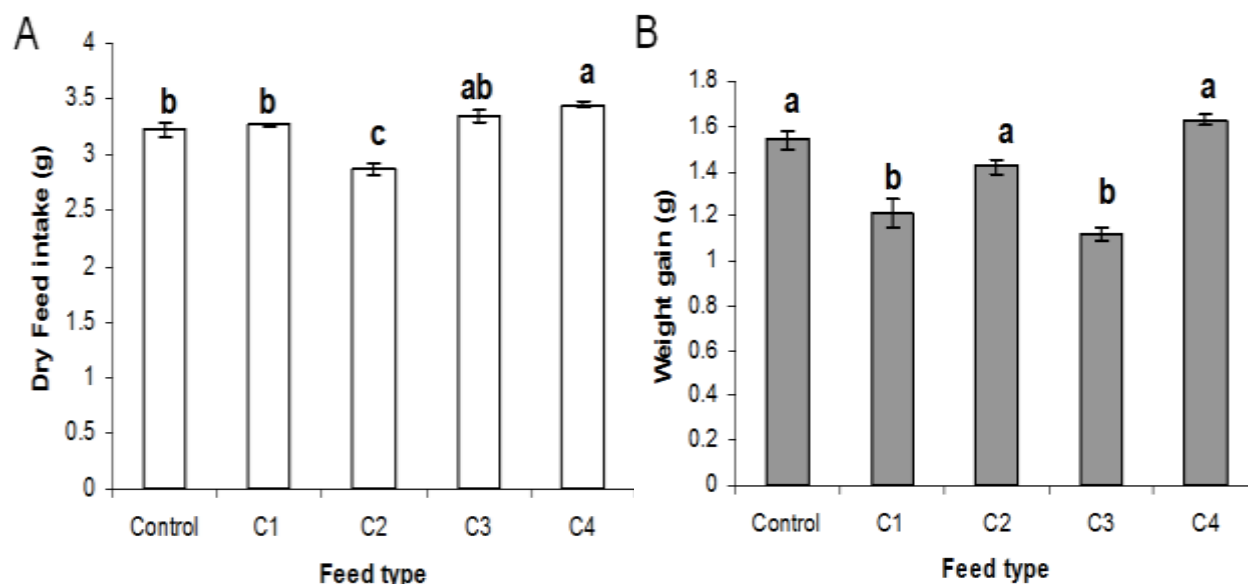 A
Dry Feed intake (g)
4
3.5
3
2.5
2
1.5
1
0.5
0
b
b
c
ab
a
Control C1 C2 C3 C4
Feed type
B
Weight gain (g)
1.8
1.6
1.4
1.2
1
0.8
0.6
0.4
0.2
0
a
b
a
b
a
Control C1 C2 C3 C4
Feed type